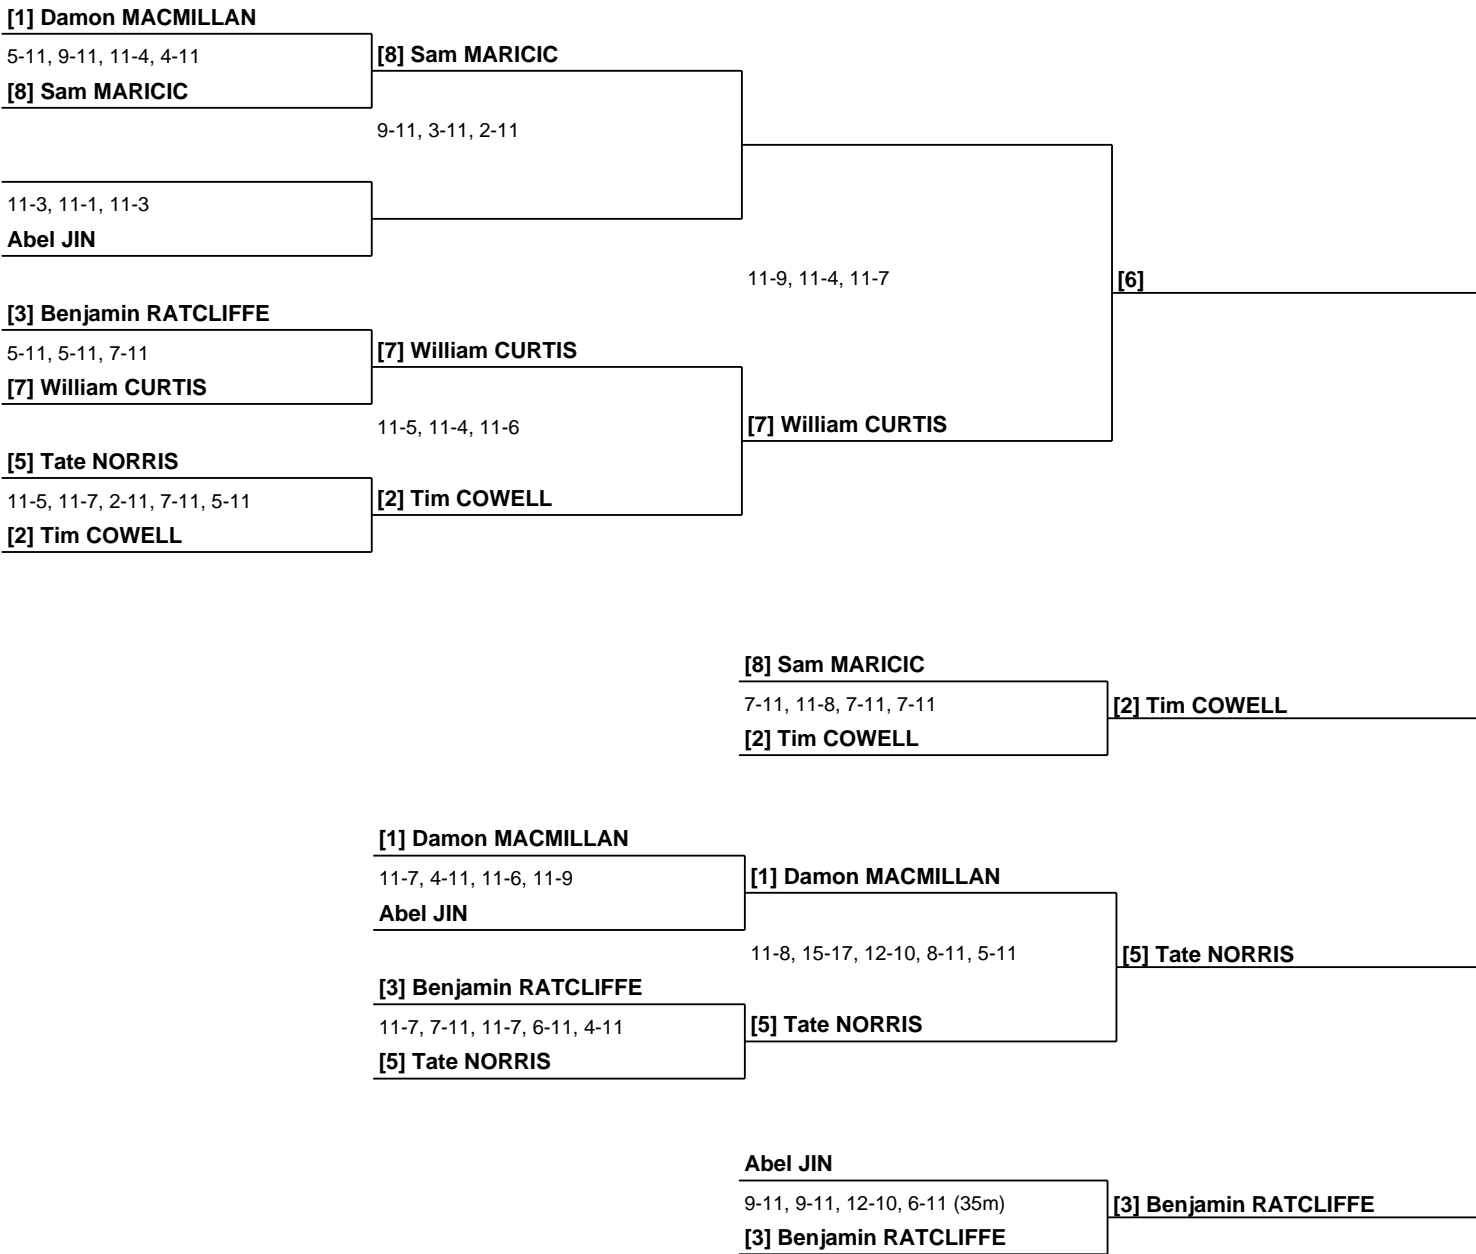 [1] Damon MACMILLAN
5-11, 9-11, 11-4, 4-11
[8] Sam MARICIC
[8] Sam MARICIC
9-11, 3-11, 2-11
11-3, 11-1, 11-3
Abel JIN
11-9, 11-4, 11-7
[6]
[3] Benjamin RATCLIFFE
5-11, 5-11, 7-11
[7] William CURTIS
[7] William CURTIS
11-5, 11-4, 11-6
[7] William CURTIS
[5] Tate NORRIS
11-5, 11-7, 2-11, 7-11, 5-11
[2] Tim COWELL
[2] Tim COWELL
[8] Sam MARICIC
7-11, 11-8, 7-11, 7-11
[2] Tim COWELL
[2] Tim COWELL
[1] Damon MACMILLAN
11-7, 4-11, 11-6, 11-9
Abel JIN
[1] Damon MACMILLAN
11-8, 15-17, 12-10, 8-11, 5-11
[5] Tate NORRIS
[3] Benjamin RATCLIFFE
11-7, 7-11, 11-7, 6-11, 4-11
[5] Tate NORRIS
[5] Tate NORRIS
Abel JIN
9-11, 9-11, 12-10, 6-11 (35m)
[3] Benjamin RATCLIFFE
[3] Benjamin RATCLIFFE